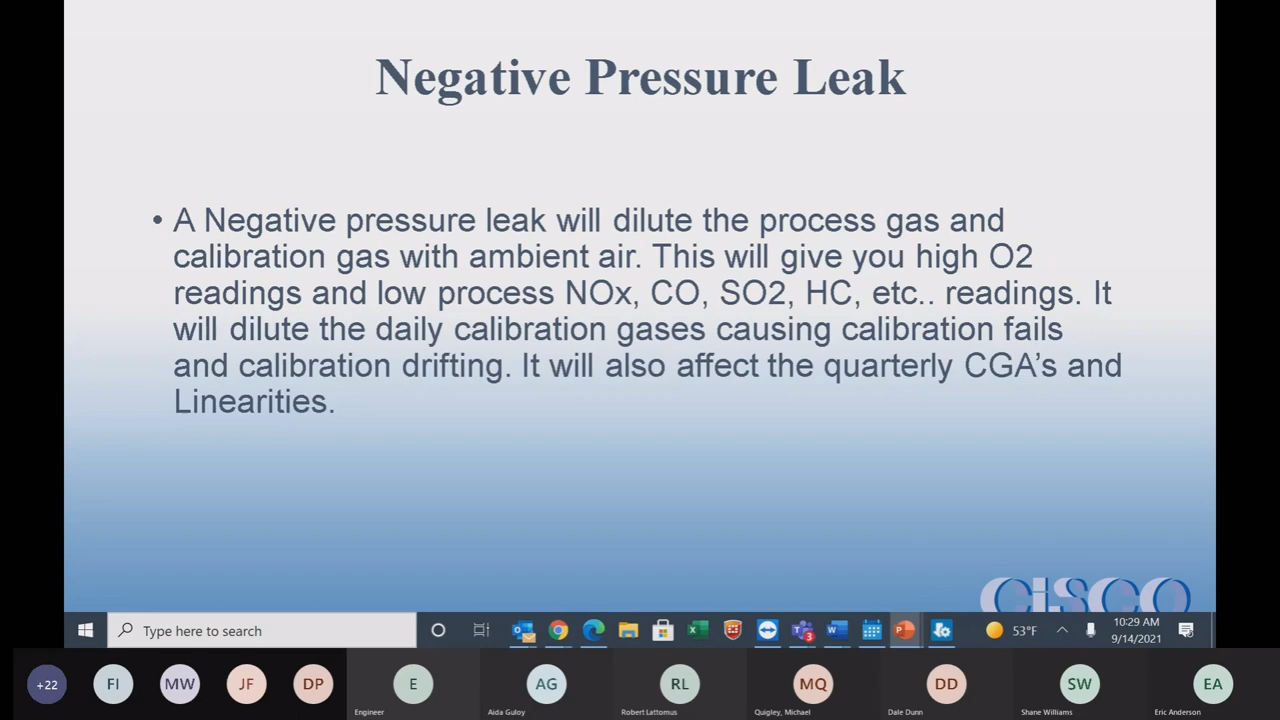 Negative Pressure Leak
• A Negative pressure leak will dilute the process gas and
calibration gas with ambient air. This will give you high O2
readings and low process NOx, CO, SO2, HC, etc.. readings. It
will dilute the daily calibration gases causing calibration fails
and calibration drifting. It will also affect the quarterly CGA's and
Linearities.
CiSCO
Type here to search
3
53°F
10:29 AM
9/14/2021
+22
FI
MW
JF
DP
E
AG
RL
MQ
DD
SW
EA
Engineer
Aida Guloy
Robert Lattomus
Quigley, Michael
Dale Dunn
Shane Williams
Eric Anderson